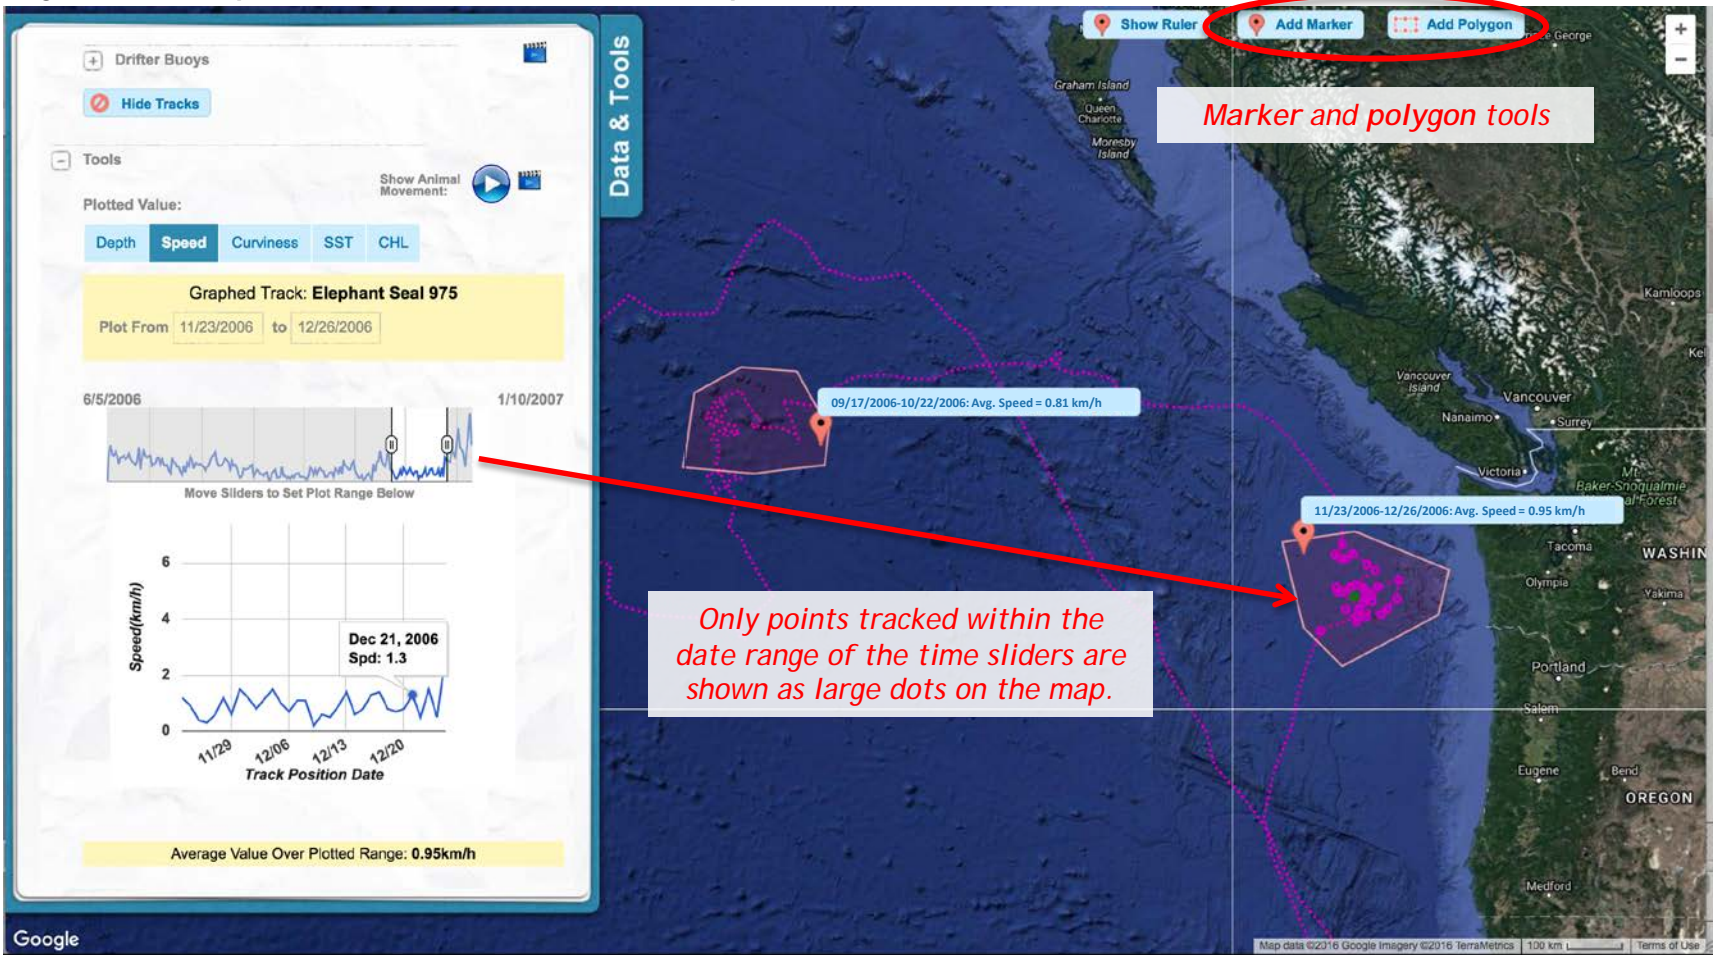 Drifter Buoys
Hide Tracks
Tools
Show Animal
Movement:
Plotted Value:
Depth Speed Curviness SST CHL
Graphed Track: Elephant Seal 975
Plot From 11/23/2006 to 12/26/2006
6/5/2006 1/10/2007
Move Sliders to Set Plot Range Below
Speed(km/h)
6
4
2
0
Dec 21, 2006
Spd: 1.3
11/29 12/06 12/13 12/20
Track Position Date
Average Value Over Plotted Range: 0.95km/h
Data & Tools
Show Ruler
Add Marker
Add Polygon
Marker and polygon tools
Graham Island
Queen
Charlotte
Moresby
Island
George
Kamloops
Kel
09/17/2006-10/22/2006: Avg. Speed = 0.81 km/h
Vancouver
Island
Vancouver
Nanaimo
Surrey
Victoria
Mt.
Baker-Snoqualmie
al Forest
11/23/2006-12/26/2006: Avg. Speed = 0.95 km/h
Tacoma
WASHIN
Olympia
Yakima
Only points tracked within the
date range of the time sliders are
shown as large dots on the map.
Portland
Salem
Eugene
Bend
OREGON
Medford
Google
Map data ©2016 Google Imagery ©2016 TerraMetrics
100 km
Terms of Use